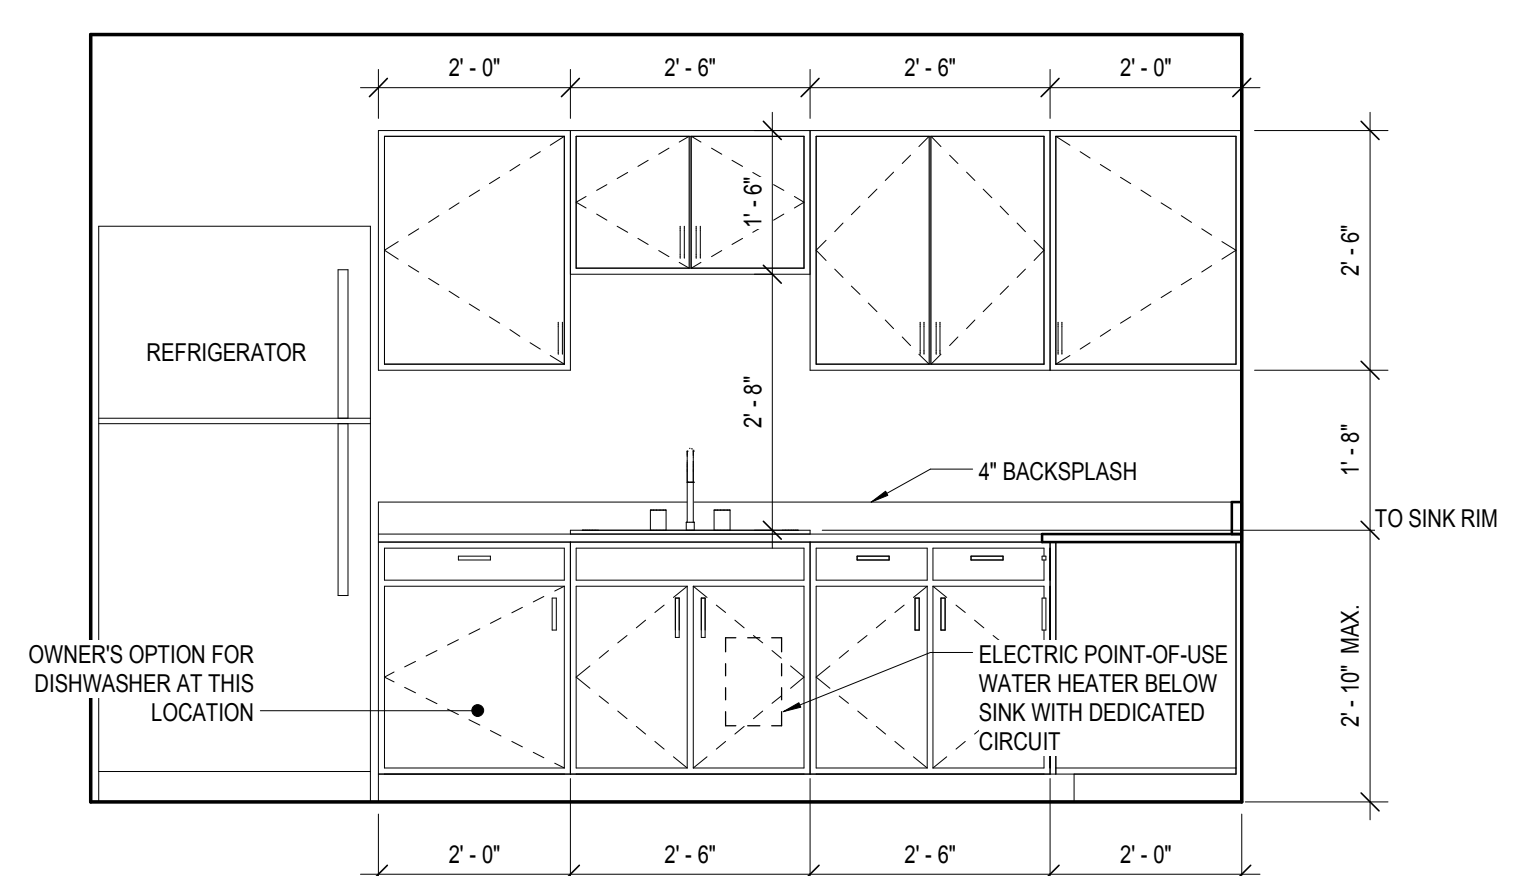 2' - 0"
2' - 6"
2' - 6"
2' - 0"
1' - 6"
2' - 6"
REFRIGERATOR
2' - 8"
1' - 8"
4" BACKSPLASH
TO SINK RIM
OWNER'S OPTION FOR
DISHWASHER AT THIS
LOCATION
ELECTRIC POINT-OF-USE
WATER HEATER BELOW
SINK WITH DEDICATED
CIRCUIT
2' - 10" MAX.
2' - 0"
2' - 6"
2' - 6"
2' - 0"